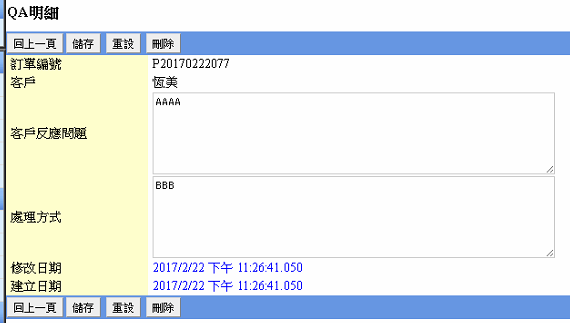 QA明細
回上一頁 儲存 重設 刪除
訂單編號 P20170222077
客戶 恆美
客戶反應問題 AAAA
處理方式 BBB
修改日期 2017/2/22 下午 11:26:41.050
建立日期 2017/2/22 下午 11:26:41.050
回上一頁 儲存 重設 刪除